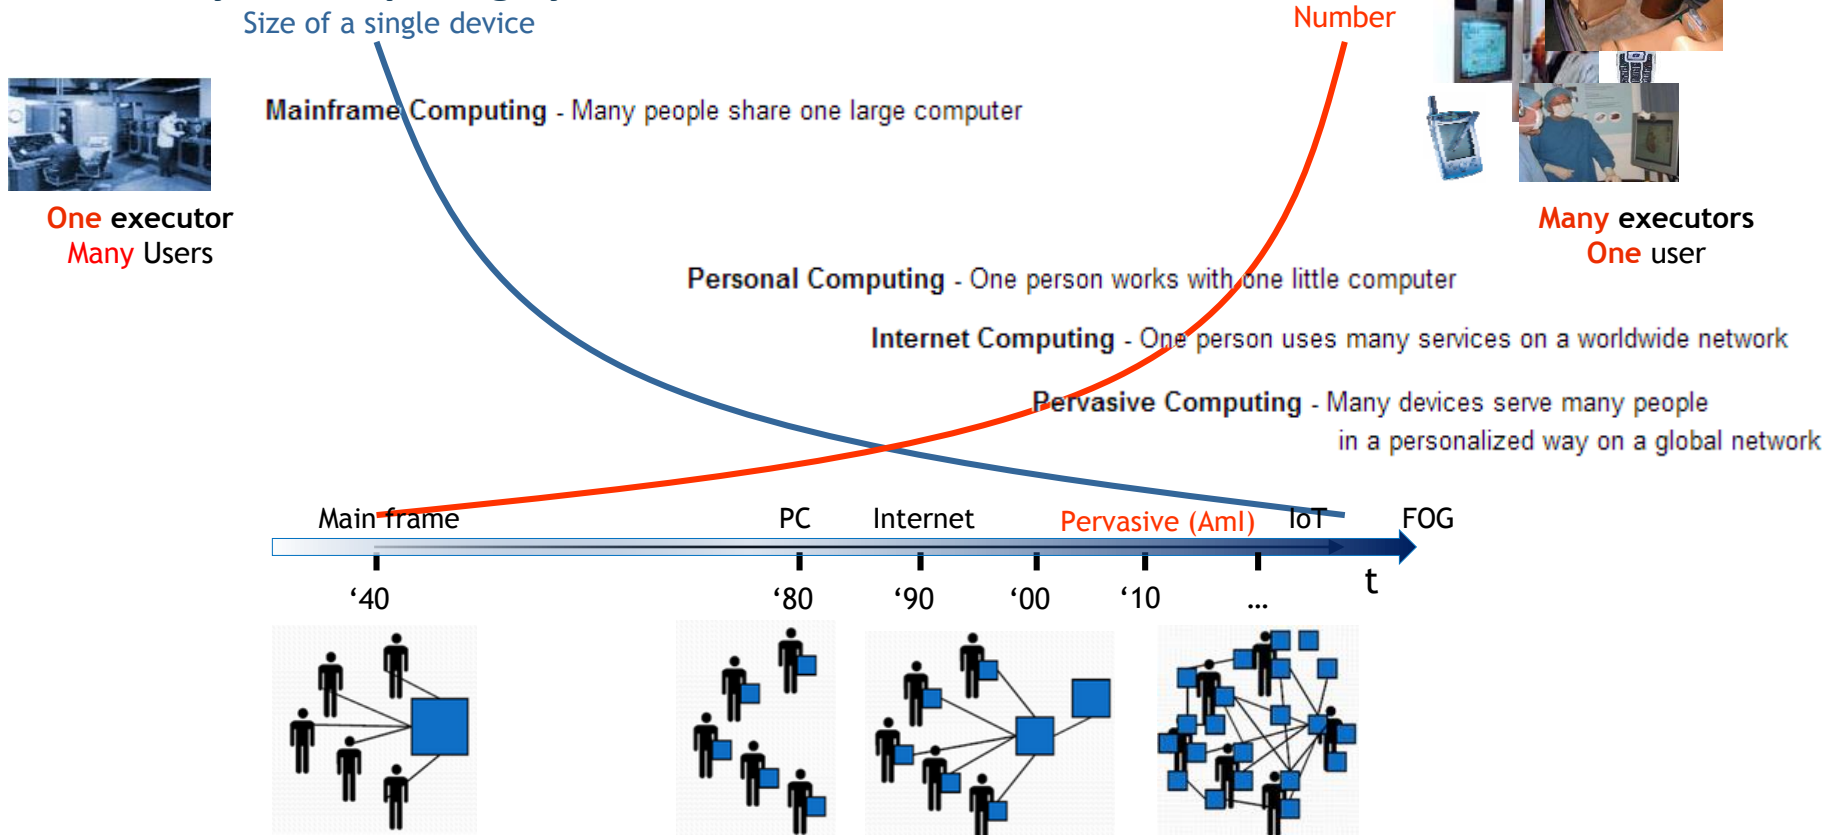 Size of a single device
Number
Mainframe Computing - Many people share one large computer
One executor
Many Users
Many executors
One user
Personal Computing - One person works with one little computer
Internet Computing - One person uses many services on a worldwide network
Pervasive Computing - Many devices serve many people
in a personalized way on a global network
Main frame
PC
Internet
Pervasive (AmI)
IoT
FOG
t
‘40
‘80
‘90
‘00
‘10
...